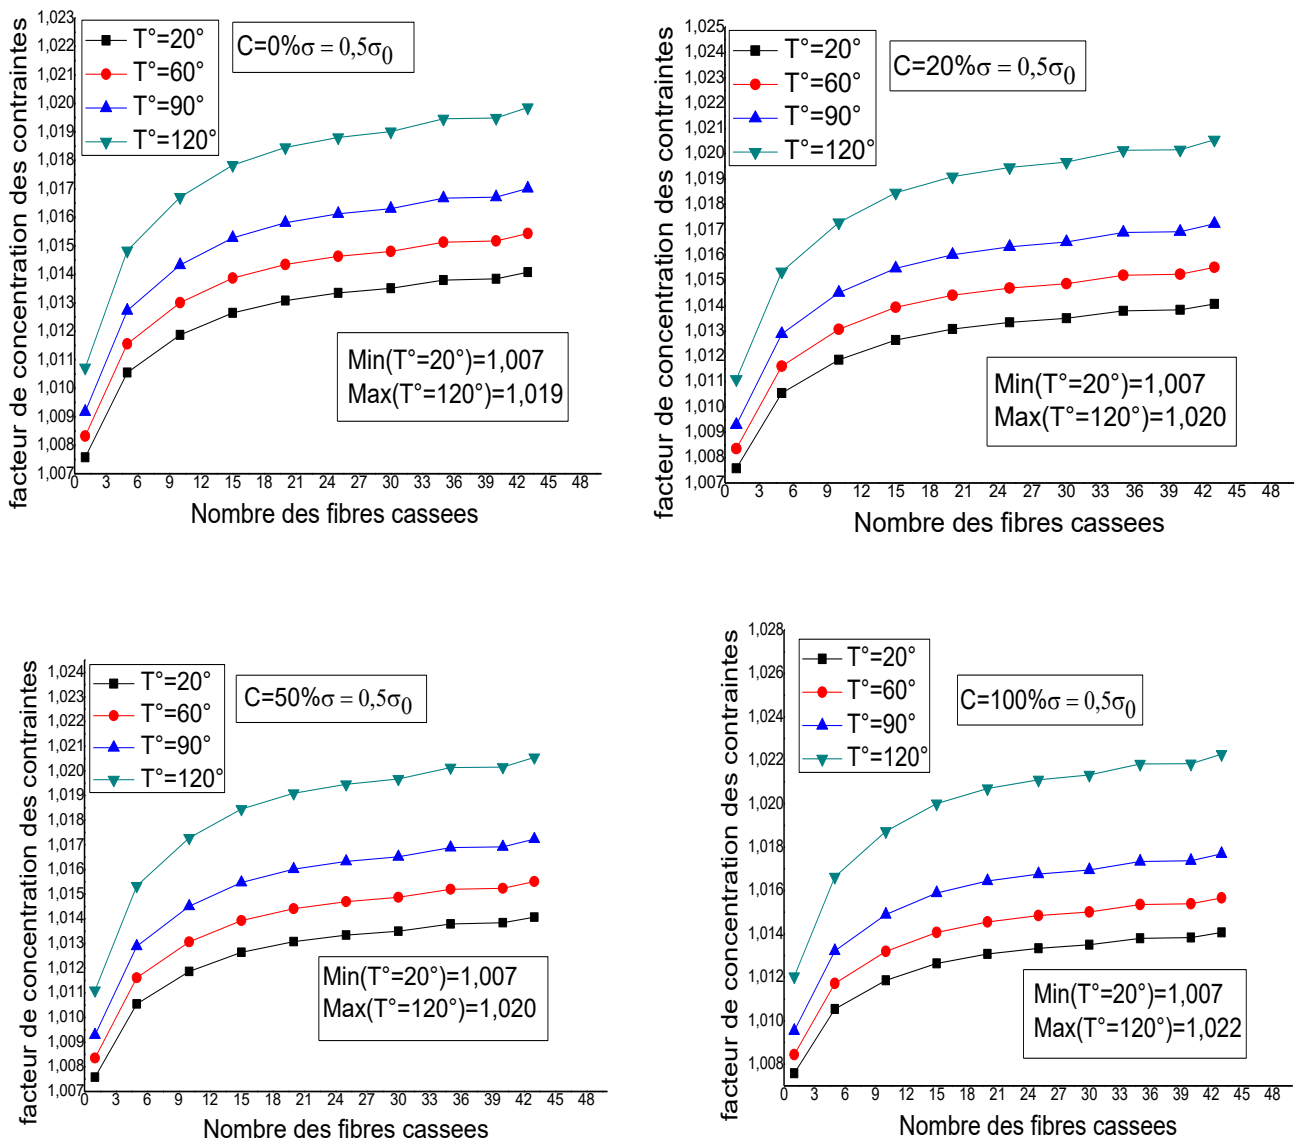 facteur de concentration des contraintes
1,023
1,022
1,021
1,020
1,019
1,018
1,017
1,016
1,015
1,014
1,013
1,012
1,011
1,010
1,009
1,008
1,007
T°=20°
T°=60°
T°=90°
T°=120°
C=0%σ = 0,5σ0
Min(T°=20°)=1,007
Max(T°=120°)=1,019
0 3 6 9 12 15 18 21 24 27 30 33 36 39 42 45 48
Nombre des fibres cassees
facteur de concentration des contraintes
1,025
1,024
1,023
1,022
1,021
1,020
1,019
1,018
1,017
1,016
1,015
1,014
1,013
1,012
1,011
1,010
1,009
1,008
1,007
T°=20°
T°=60°
T°=90°
T°=120°
C=20%σ = 0,5σ0
Min(T°=20°)=1,007
Max(T°=120°)=1,020
0 3 6 9 12 15 18 21 24 27 30 33 36 39 42 45 48
Nombre des fibres cassees
facteur de concentration des contraintes
1,024
1,023
1,022
1,021
1,020
1,019
1,018
1,017
1,016
1,015
1,014
1,013
1,012
1,011
1,010
1,009
1,008
1,007
T°=20°
T°=60°
T°=90°
T°=120°
C=50%σ = 0,5σ0
Min(T°=20°)=1,007
Max(T°=120°)=1,020
0 3 6 9 12 15 18 21 24 27 30 33 36 39 42 45 48
Nombre des fibres cassees
facteur de concentration des contraintes
1,028
1,026
1,024
1,022
1,020
1,018
1,016
1,014
1,012
1,010
1,008
T°=20°
T°=60°
T°=90°
T°=120°
C=100%σ = 0,5σ0
Min(T°=20°)=1,007
Max(T°=120°)=1,022
0 3 6 9 12 15 18 21 24 27 30 33 36 39 42 45 48
Nombre des fibres cassees